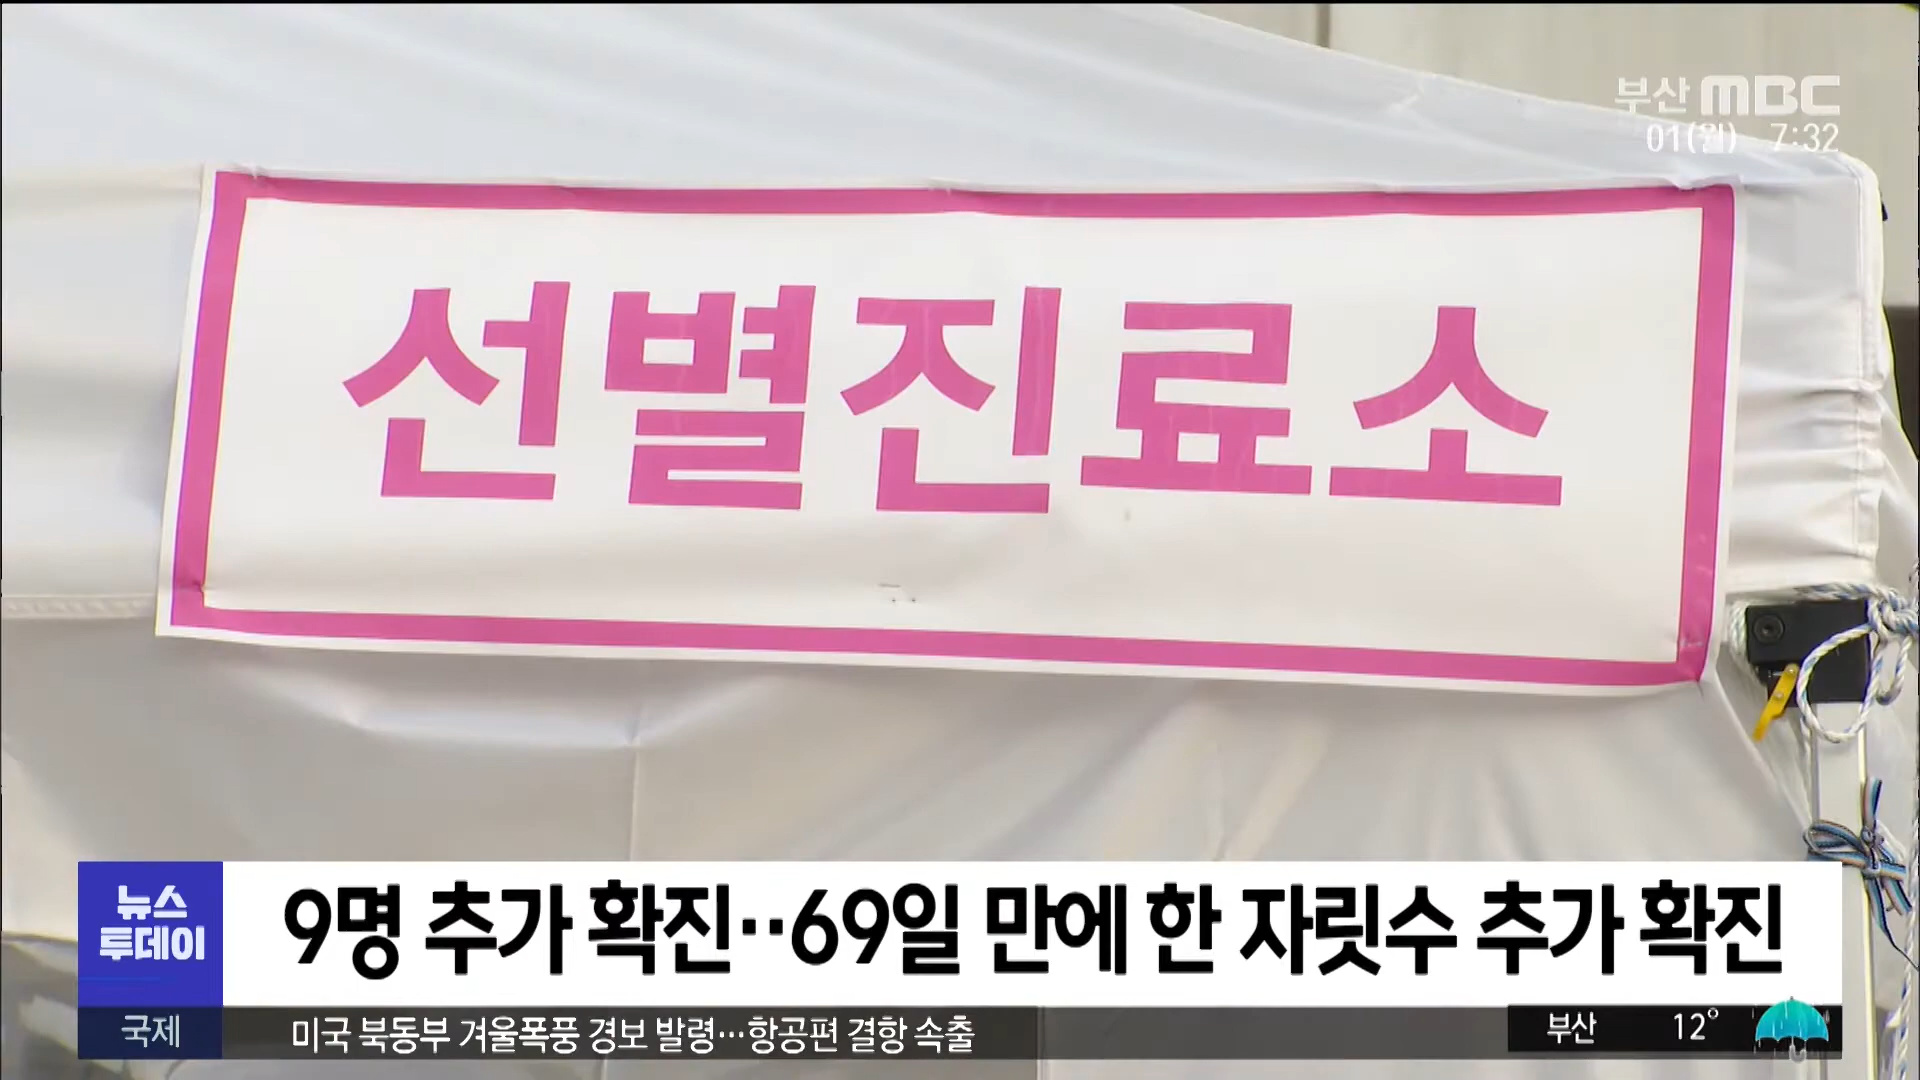 부산 MBC
01(월) 7:32
선별진료소
뉴스
투데이
9명 추가 확진··69일 만에 한 자릿수 추가 확진
국제
미국 북동부 겨울폭풍 경보 발령···항공편 결항 속출
부산 12°